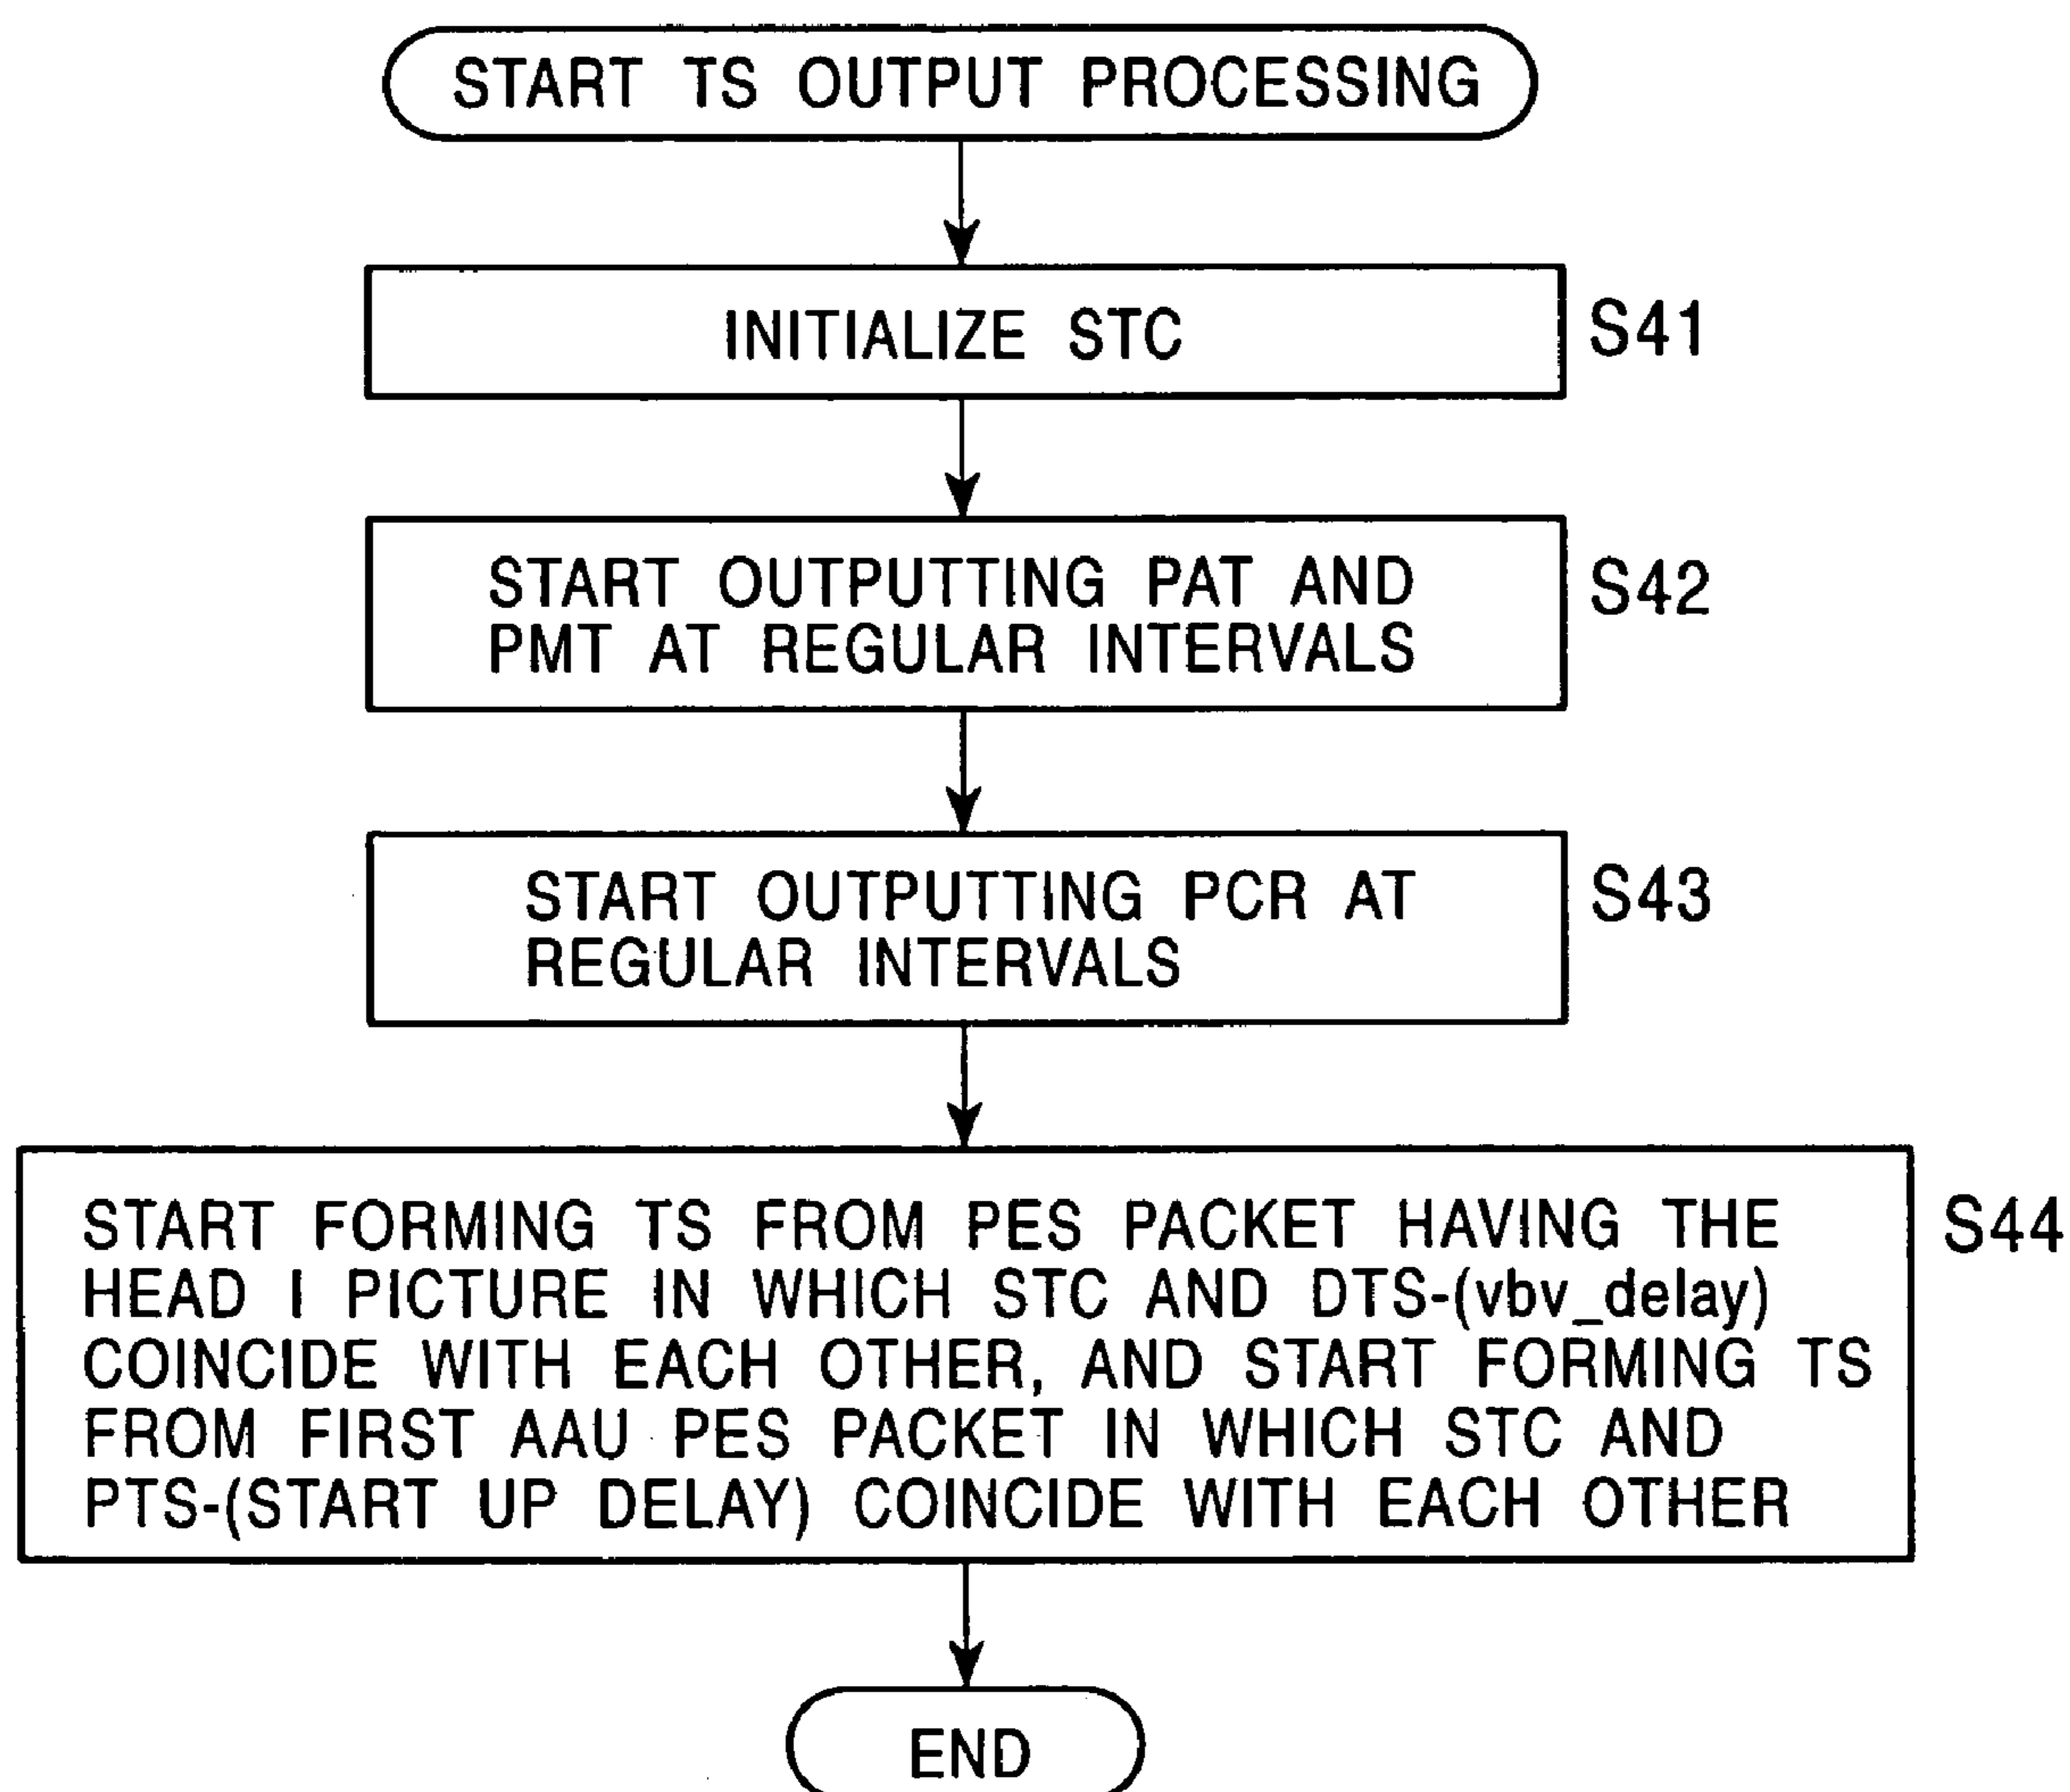 START TS OUTPUT PROCESSING
INITIALIZE STC
S41
START OUTPUTTING PAT AND
PMT AT REGULAR INTERVALS
S42
START OUTPUTTING PCR AT
REGULAR INTERVALS
S43
START FORMING TS FROM PES PACKET HAVING THE
HEAD I PICTURE IN WHICH STC AND DTS-(vbv_delay)
COINCIDE WITH EACH OTHER, AND START FORMING TS
FROM FIRST AAU PES PACKET IN WHICH STC AND
PTS-(START UP DELAY) COINCIDE WITH EACH OTHER
S44
END